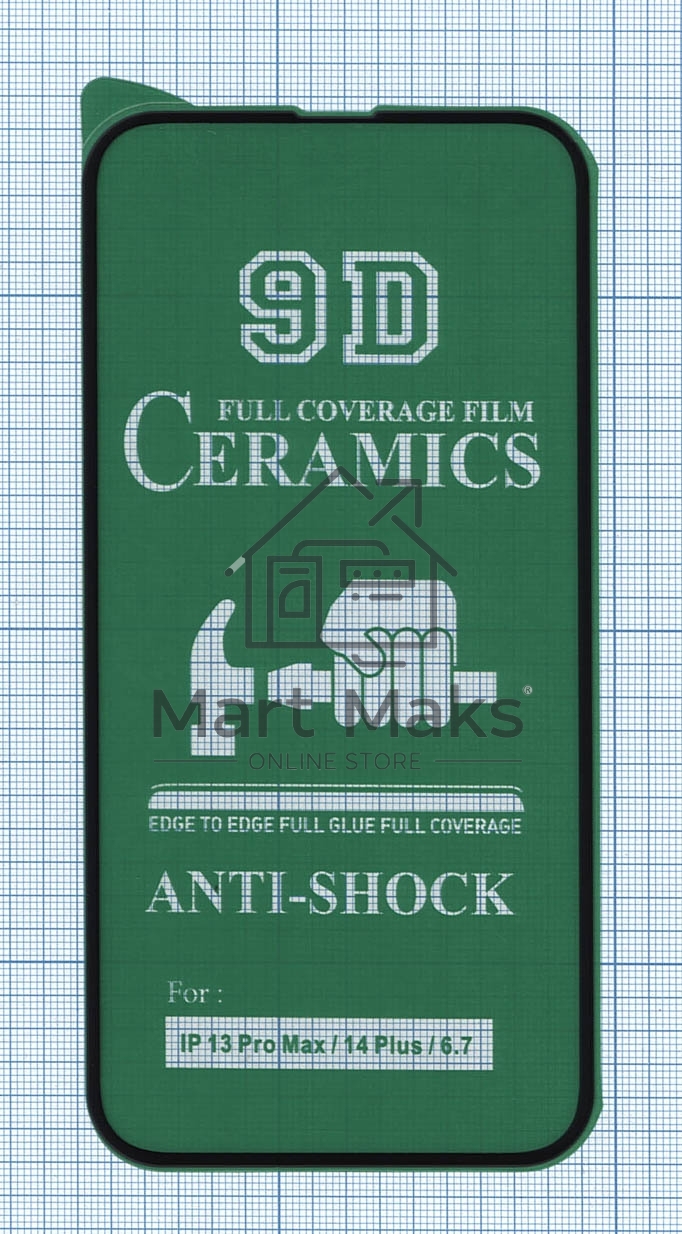 9D
FULL COVERAGE FILM
CERAMICS
Mart Maks®
ONLINE STORE
EDGE TO EDGE FULL GLUE FULL COVERAGE
ANTI-SHOCK
For :
IP 13 Pro Max / 14 Plus / 6.7